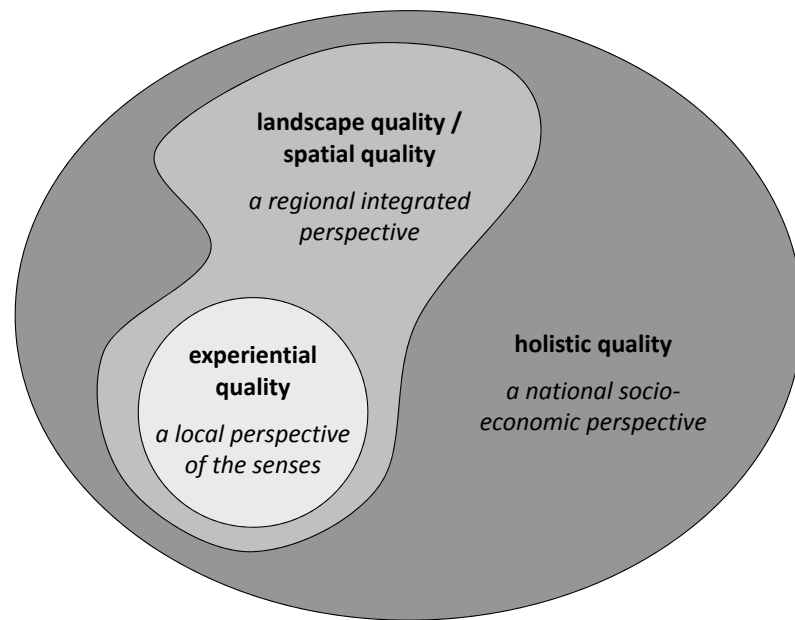 landscape quality /
spatial quality
a regional integrated
perspective
experiential
quality
a local perspective
of the senses
holistic quality
a national socio-
economic perspective